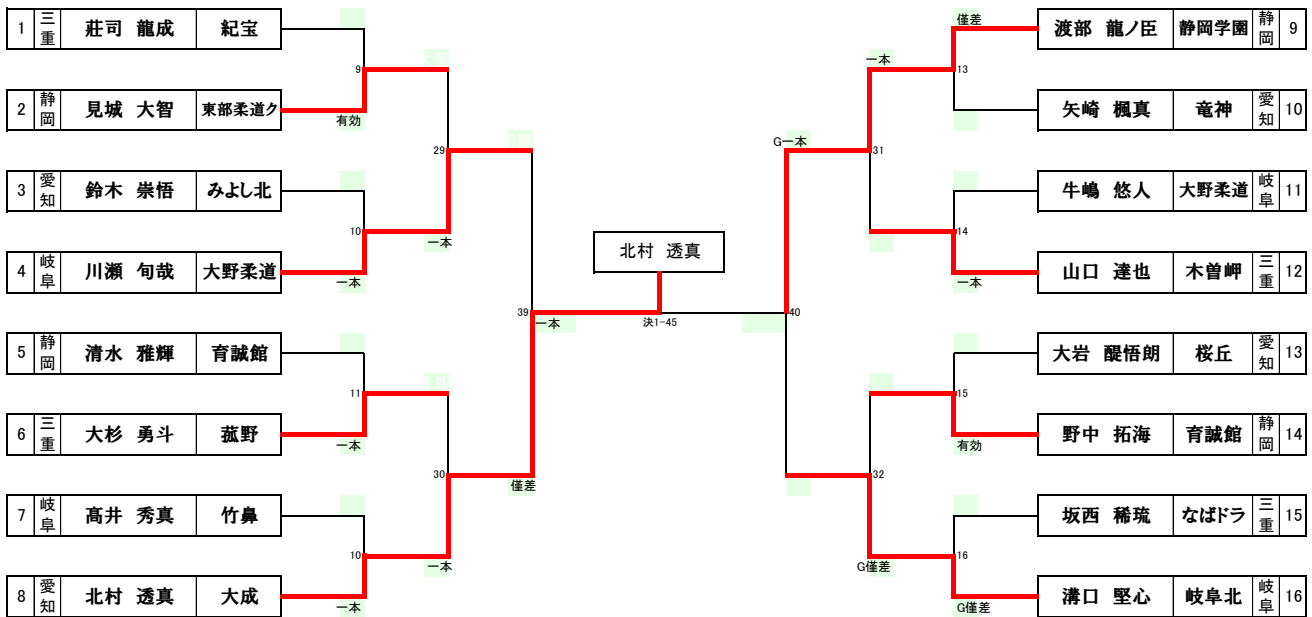 1 三重 莊司 龍成 紀宝
9
2 静岡 見城 大智 東部柔道ク
有効
29
3 愛知 鈴木 崇悟 みよし北
10
一本
4 岐阜 川瀬 旬哉 大野柔道
一本
39
一本
5 静岡 清水 雅輝 育誠館
11
6 三重 大杉 勇斗 菰野
一本
30
僅差
7 岐阜 髙井 秀真 竹鼻
10
一本
8 愛知 北村 透真 大成
一本
北村 透真
決1-45
僅差
渡部 龍ノ臣 静岡学園 静岡 9
一本
13
矢崎 楓真 竜神 愛知 10
G一本
31
牛嶋 悠人 大野柔道 岐阜 11
14
山口 達也 木曽岬 三重 12
一本
40
大岩 醍悟朗 桜丘 愛知 13
15
野中 拓海 育誠館 静岡 14
有効
32
坂西 稀琉 なばドラ 三重 15
16
G僅差
溝口 堅心 岐阜北 岐阜 16
G僅差